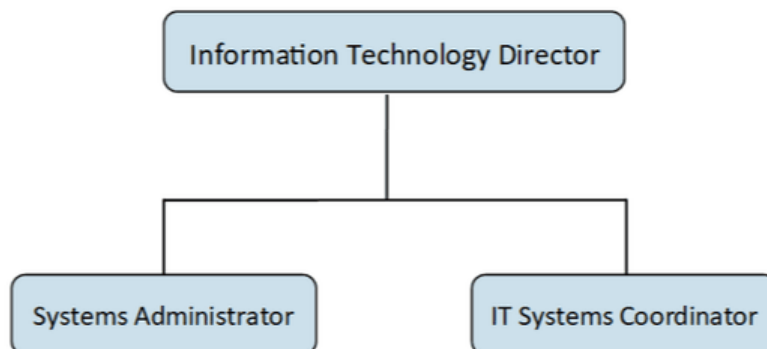 Information Technology Director
Systems Administrator
IT Systems Coordinator